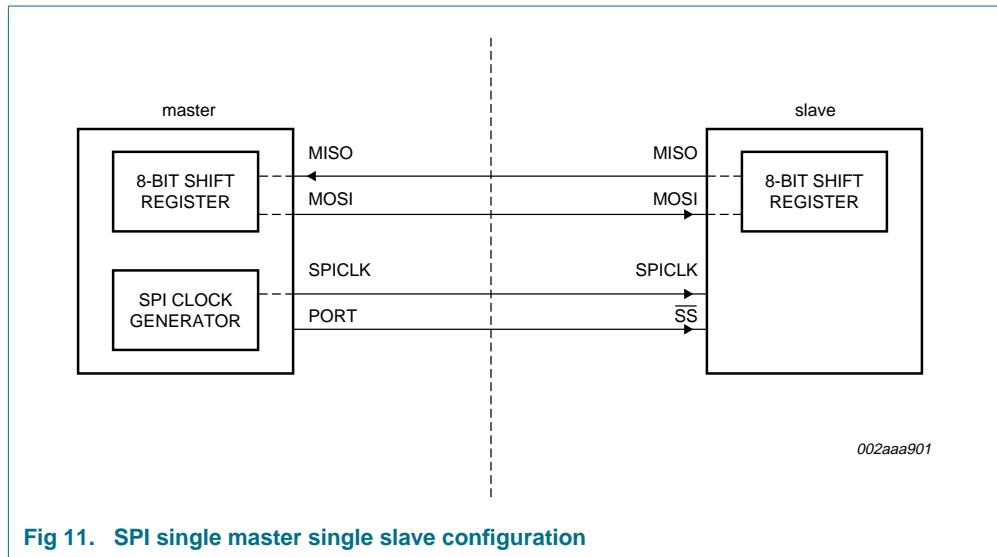 master
slave
8-BIT SHIFT
REGISTER
MISO
MISO
MOSI
MOSI
8-BIT SHIFT
REGISTER
SPI CLOCK
GENERATOR
SPICLK
SPICLK
PORT
S̅S̅
002aaa901
Fig 11. SPI single master single slave configuration